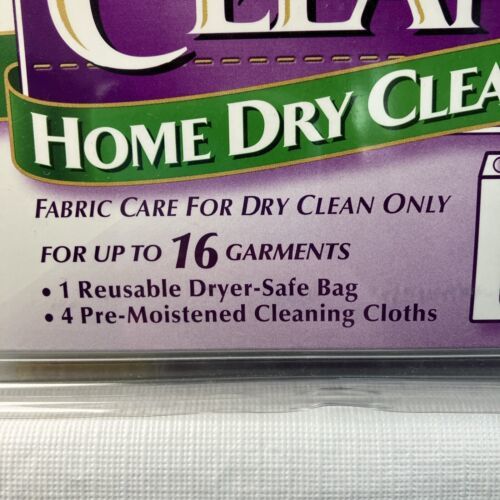 HOME DRY CLEA
FABRIC CARE FOR DRY CLEAN ONLY
FOR UP TO 16 GARMENTS
• 1 Reusable Dryer-Safe Bag
• 4 Pre-Moistened Cleaning Cloths